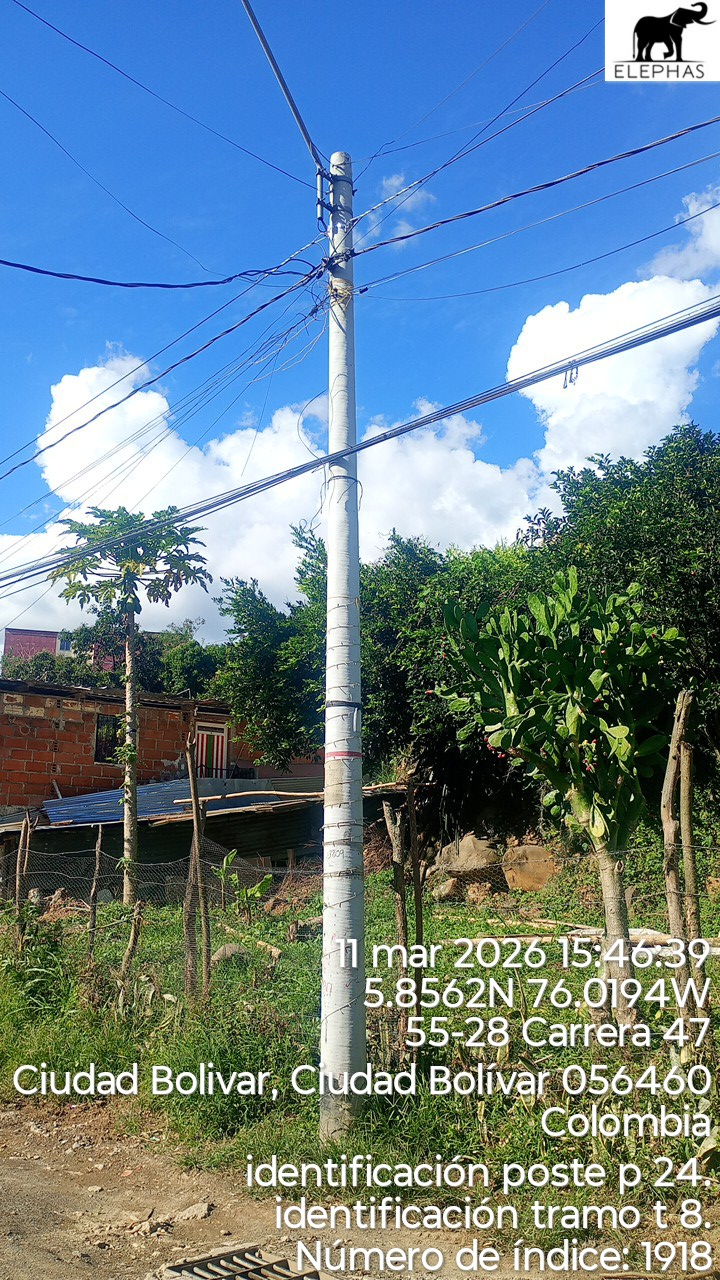 ELEPHAS
11 mar 2026 15:46:39
5.8562N 76.0194W
55-28 Carrera 47
Ciudad Bolivar, Ciudad Bolívar 056460
Colombia
identificación poste p 24.
identificación tramo t 8.
Número de índice: 1918